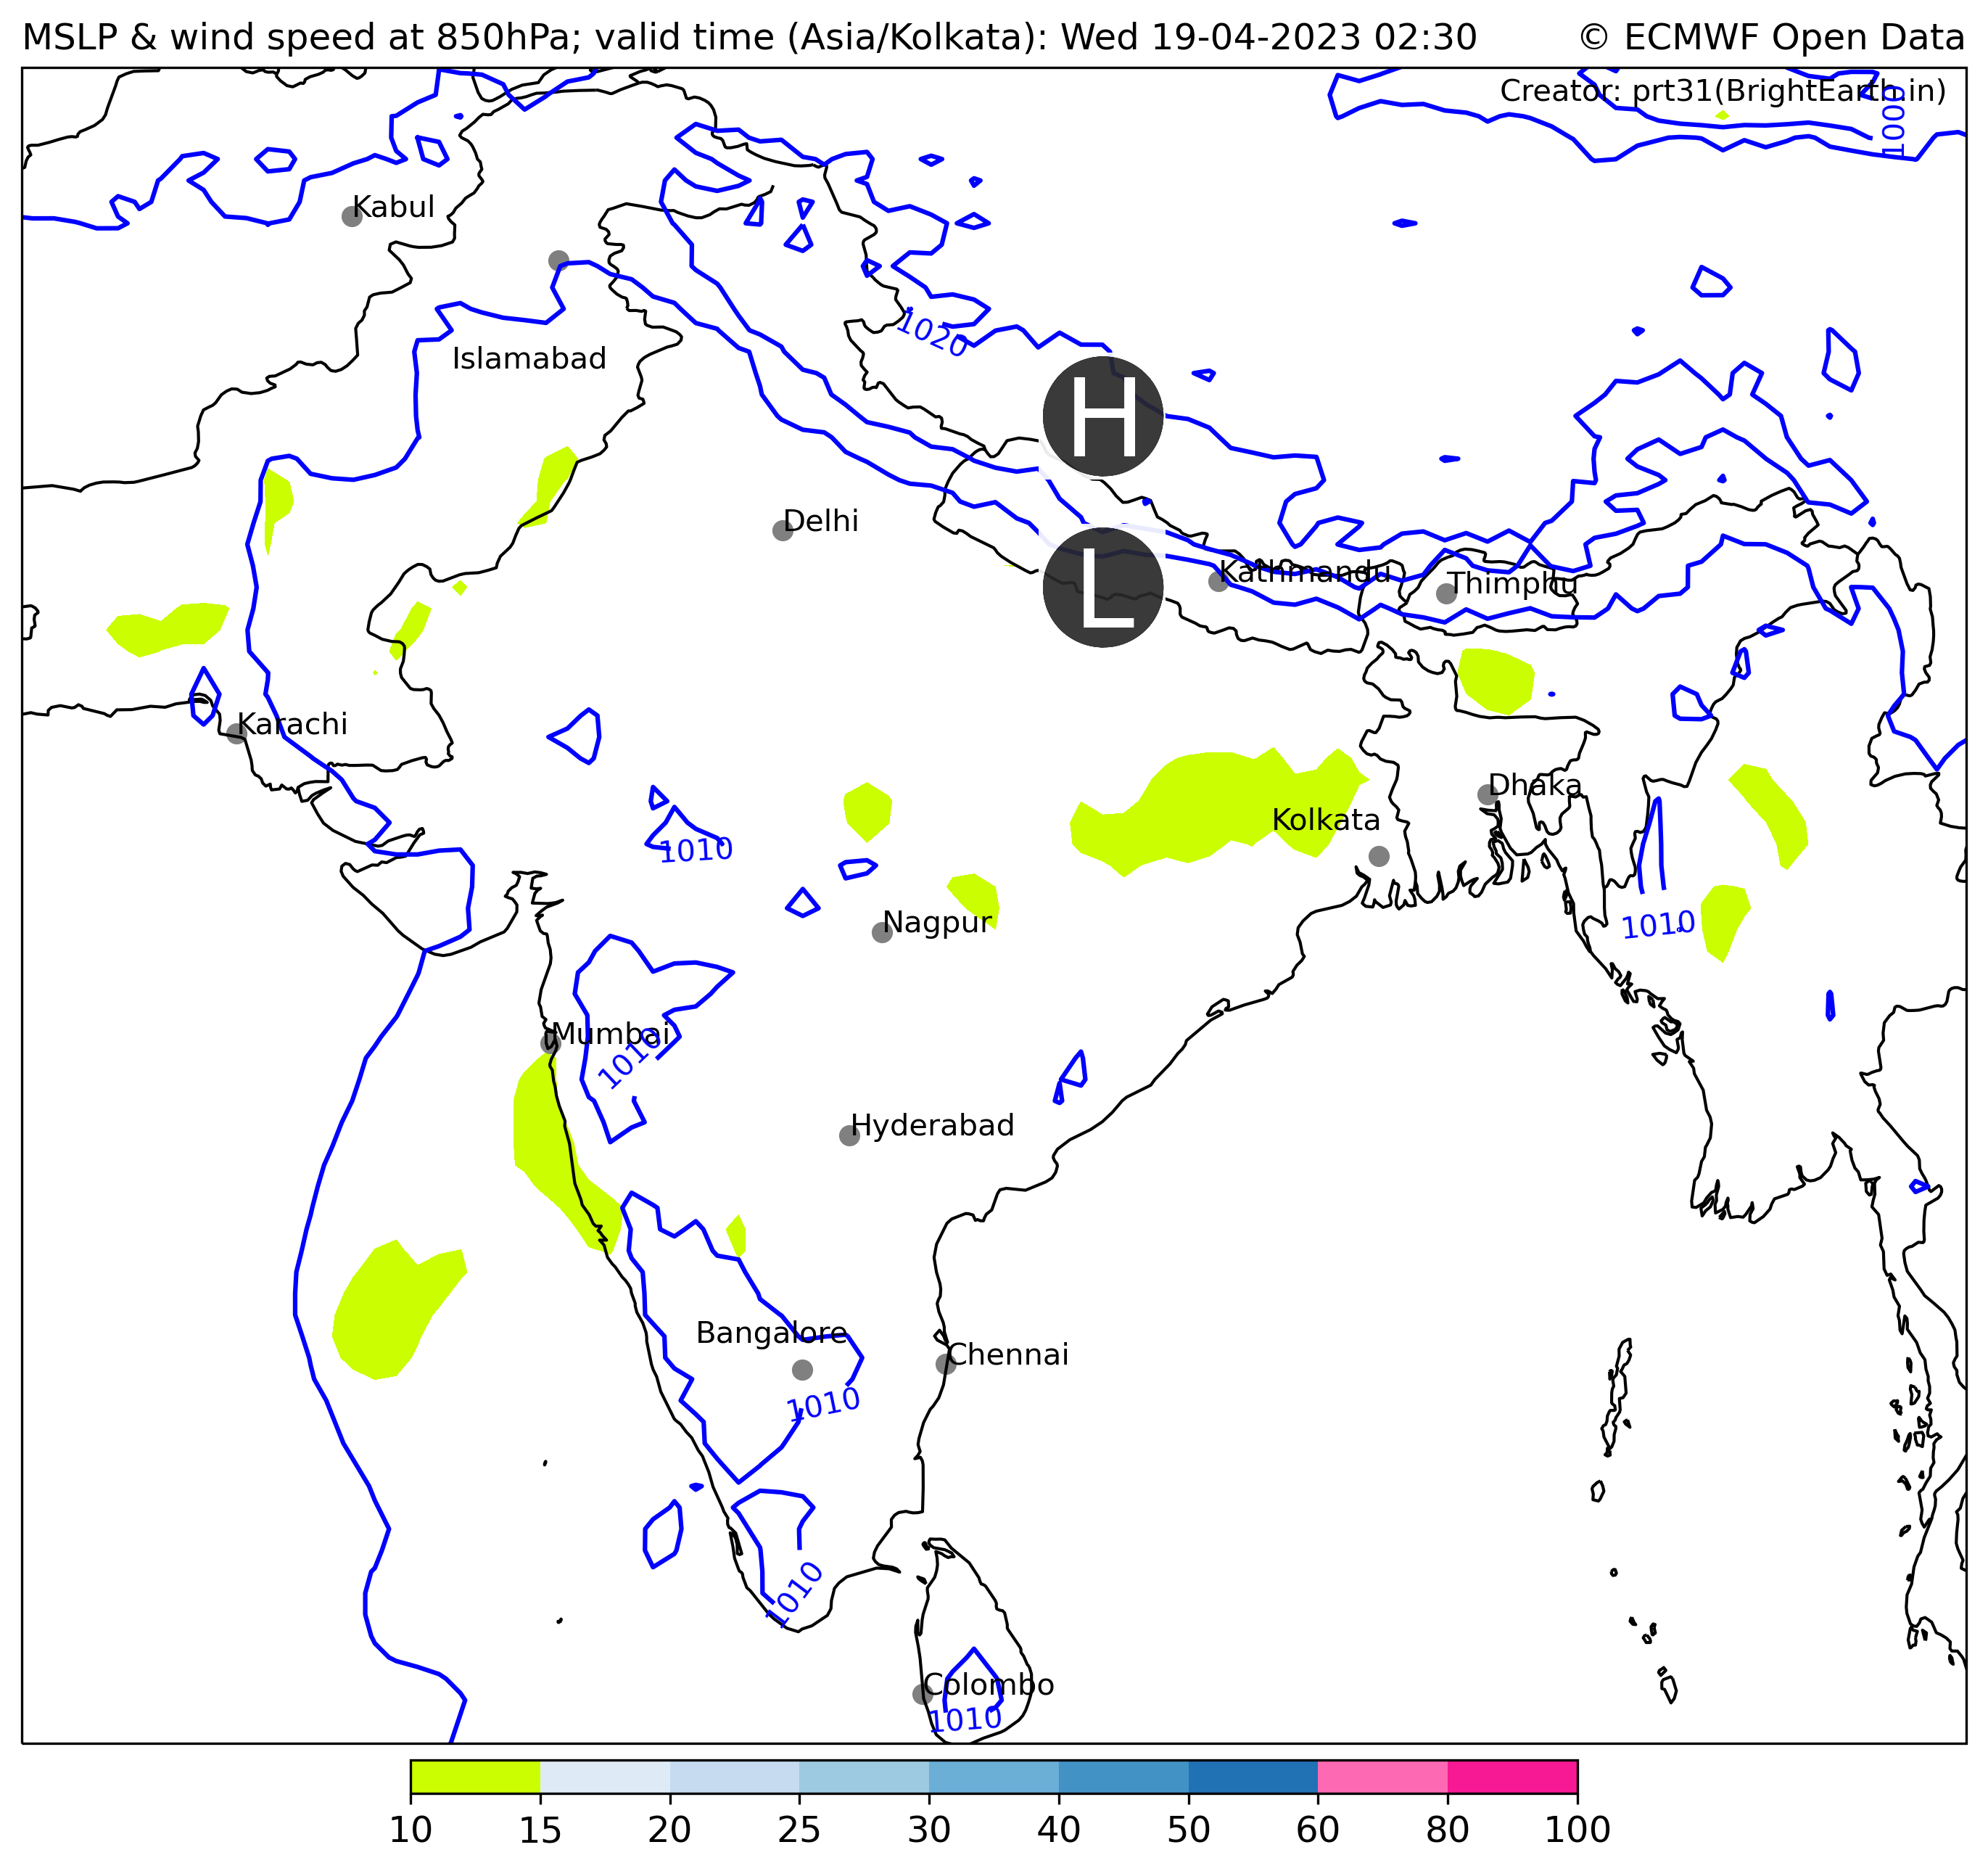 MSLP & wind speed at 850hPa; valid time (Asia/Kolkata): Wed 19-04-2023 02:30
© ECMWF Open Data
Creator: prt31(BrightEarth.in)
1000
Kabul
1020
Islamabad
H
Delhi
L
Kathmandu
Thimphu
Karachi
Dhaka
Kolkata
1010
Nagpur
1010
Mumbai
1010
Hyderabad
Bangalore
Chennai
1010
1010
Colombo
1010
10 15 20 25 30 40 50 60 80 100